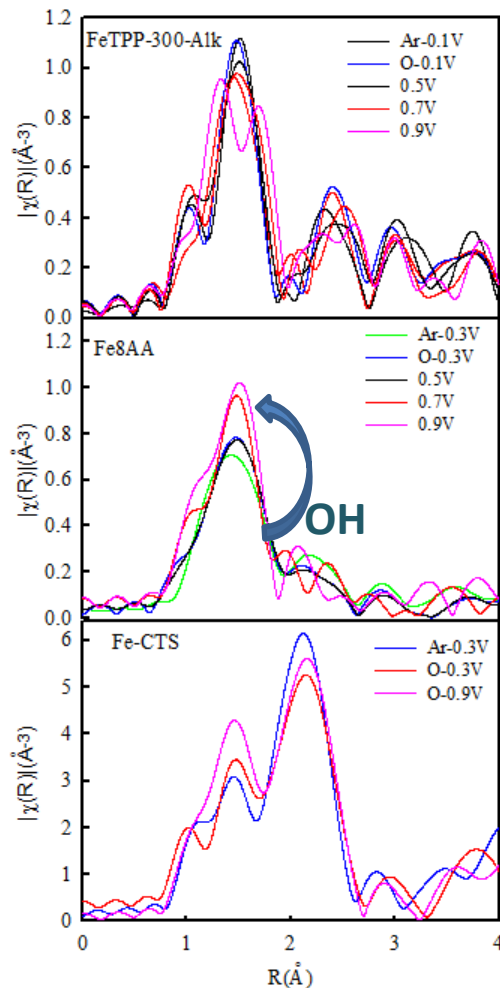 1.2
FeTPP-300-Alk
Ar-0.1V
O-0.1V
0.5V
0.7V
0.9V
1.0
0.8
0.6
0.4
0.2
0.0
|χ(R)|(Å-3)
Fe8AA
Ar-0.3V
O-0.3V
0.5V
0.7V
0.9V
1.2
1.0
0.8
0.6
0.4
0.2
0.0
|χ(R)|(Å-3)
OH
Fe-CTS
Ar-0.3V
O-0.3V
O-0.9V
6
5
4
3
2
1
0
|χ(R)|(Å-3)
0 1 2 3 4
R(Å)